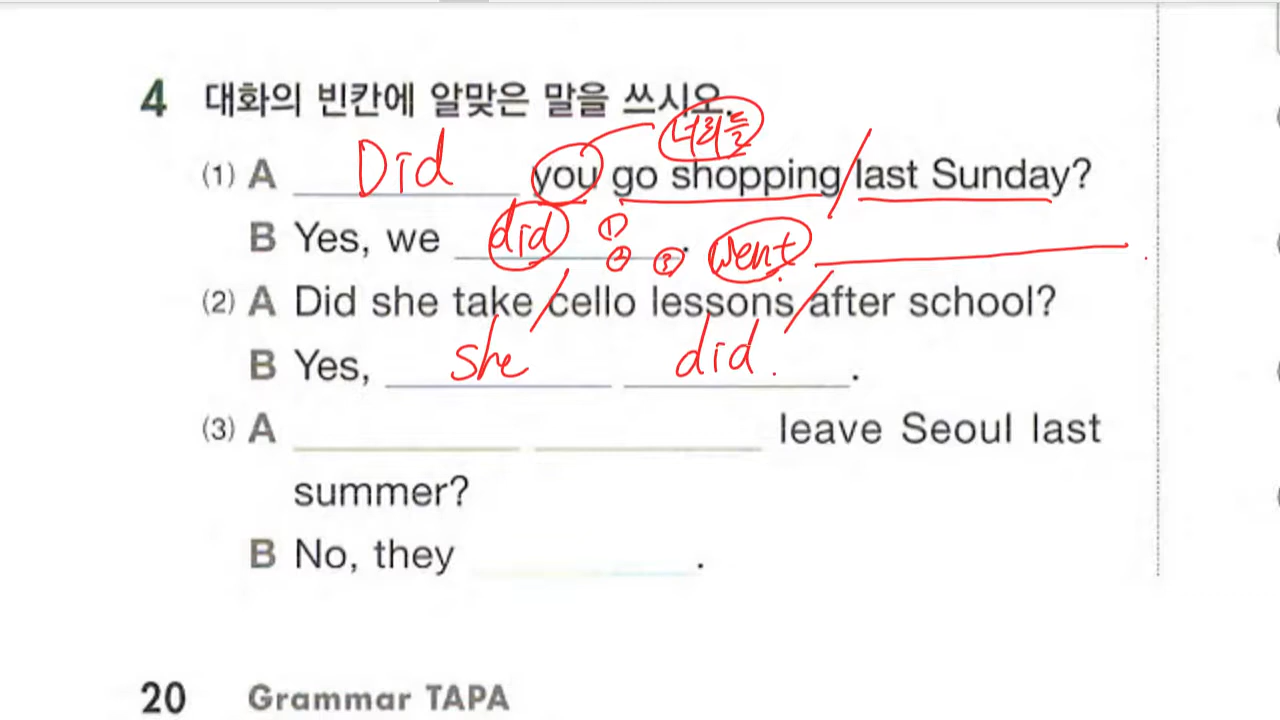 4 대화의 빈칸에 알맞은 말을 쓰시오.
너희들
(1) A Did you go shopping / last Sunday?
B Yes, we did. ① ② ③ went
(2) A Did she take / cello lessons / after school?
B Yes, she did.
(3) A leave Seoul last
summer?
B No, they .
20 Grammar TAPA